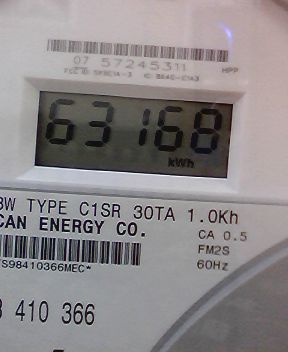 07 57245311
HPP
63168
kWh
3W TYPE C1SR 30TA 1.0Kh
CAN ENERGY CO.
CA 0.5
FM2S
60Hz
S98410366MEC*
410 366